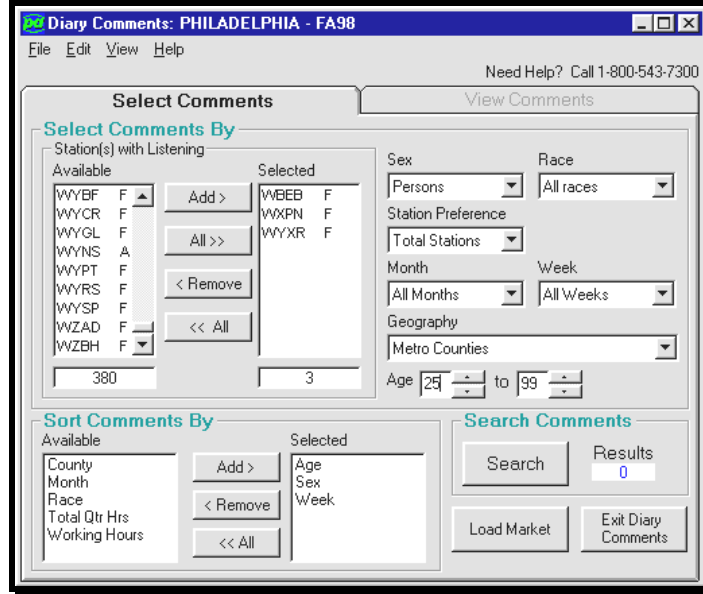 pd Diary Comments: PHILADELPHIA - FA98
File Edit View Help
Need Help? Call 1-800-543-7300
Select Comments
View Comments
Select Comments By
Station(s) with Listening
Available
WYBF F
WYCR F
WYGL F
WYNS A
WYPT F
WYRS F
WYSP F
WZAD F
WZBH F
380
Add >
All >>
< Remove
<< All
Selected
WBEB F
WXPN F
WYXR F
3
Sex
Persons
Race
All races
Station Preference
Total Stations
Month
All Months
Week
All Weeks
Geography
Metro Counties
Age 25 to 99
Sort Comments By
Available
County
Month
Race
Total Qtr Hrs
Working Hours
Add >
< Remove
<< All
Selected
Age
Sex
Week
Search Comments
Search
Results
0
Load Market
Exit Diary
Comments